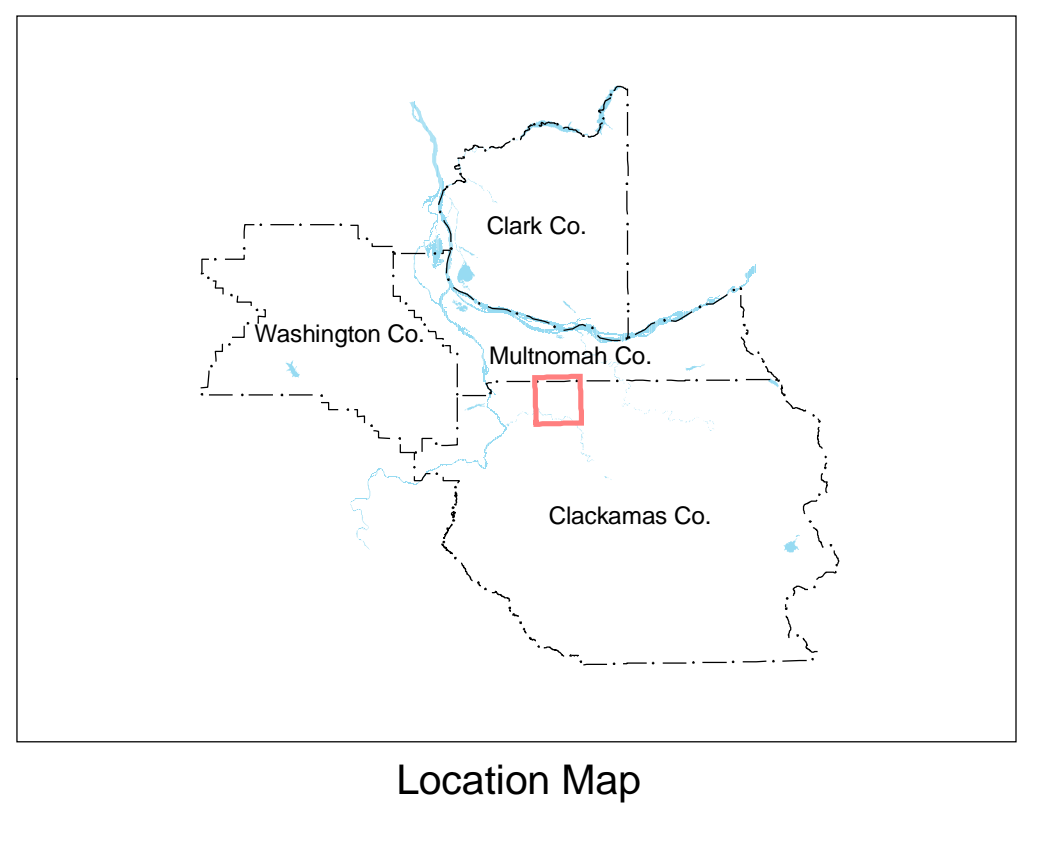 Clark Co.
Washington Co.
Multnomah Co.
Clackamas Co.
Location Map